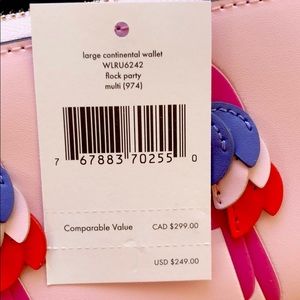 large continental wallet
WLRU6242
flock party
multi (974)
7 67883 70255 0
Comparable Value CAD $299.00
USD $249.00